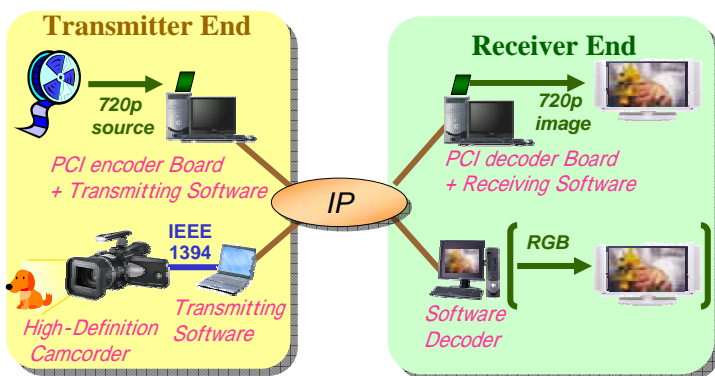 Transmitter End
720p
source
PCI encoder Board
+ Transmitting Software
IEEE
1394
High-Definition
Camcorder
Transmitting
Software
IP
Receiver End
720p
image
PCI decoder Board
+ Receiving Software
RGB
Software
Decoder